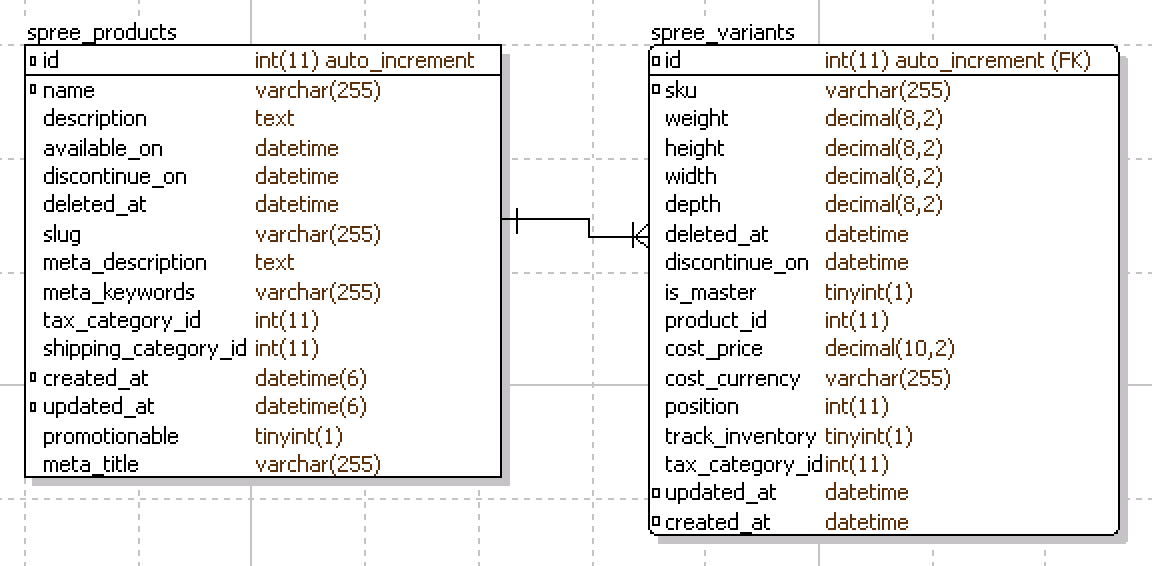 spree_products
id int(11) auto_increment
name varchar(255)
description text
available_on datetime
discontinue_on datetime
deleted_at datetime
slug varchar(255)
meta_description text
meta_keywords varchar(255)
tax_category_id int(11)
shipping_category_id int(11)
created_at datetime(6)
updated_at datetime(6)
promotionable tinyint(1)
meta_title varchar(255)
spree_variants
id int(11) auto_increment (FK)
sku varchar(255)
weight decimal(8,2)
height decimal(8,2)
width decimal(8,2)
depth decimal(8,2)
deleted_at datetime
discontinue_on datetime
is_master tinyint(1)
product_id int(11)
cost_price decimal(10,2)
cost_currency varchar(255)
position int(11)
track_inventory tinyint(1)
tax_category_id int(11)
updated_at datetime
created_at datetime